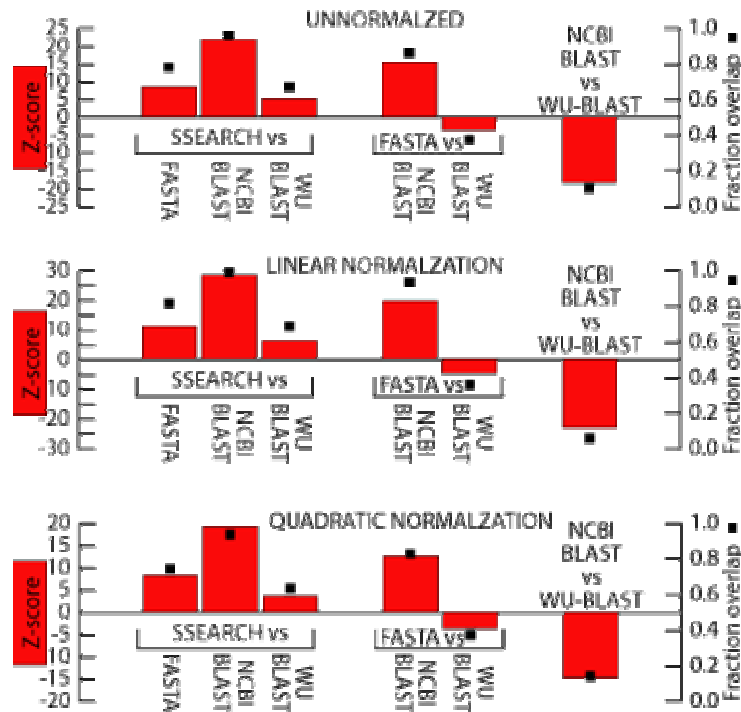 UNNORMALZED
25
20
15
10
5
0
-5
-10
-15
-20
-25
Z-score
SSEARCH vs
FASTA
NCBI
BLAST
WU
BLAST
FASTA vs
NCBI
BLAST
WU
BLAST
NCBI
BLAST
vs
WU-BLAST
1.0
0.8
0.6
0.4
0.2
0.0
Fraction overlap
LINEAR NORMALZATION
30
20
10
0
-10
-20
-30
Z-score
SSEARCH vs
FASTA
NCBI
BLAST
WU
BLAST
FASTA vs
NCBI
BLAST
WU
BLAST
NCBI
BLAST
vs
WU-BLAST
1.0
0.8
0.6
0.4
0.2
0.0
Fraction overlap
QUADRATIC NORMALZATION
20
15
10
5
0
-5
-10
-15
-20
Z-score
SSEARCH vs
FASTA
NCBI
BLAST
WU
BLAST
FASTA vs
NCBI
BLAST
WU
BLAST
NCBI
BLAST
vs
WU-BLAST
1.0
0.8
0.6
0.4
0.2
0.0
Fraction overlap